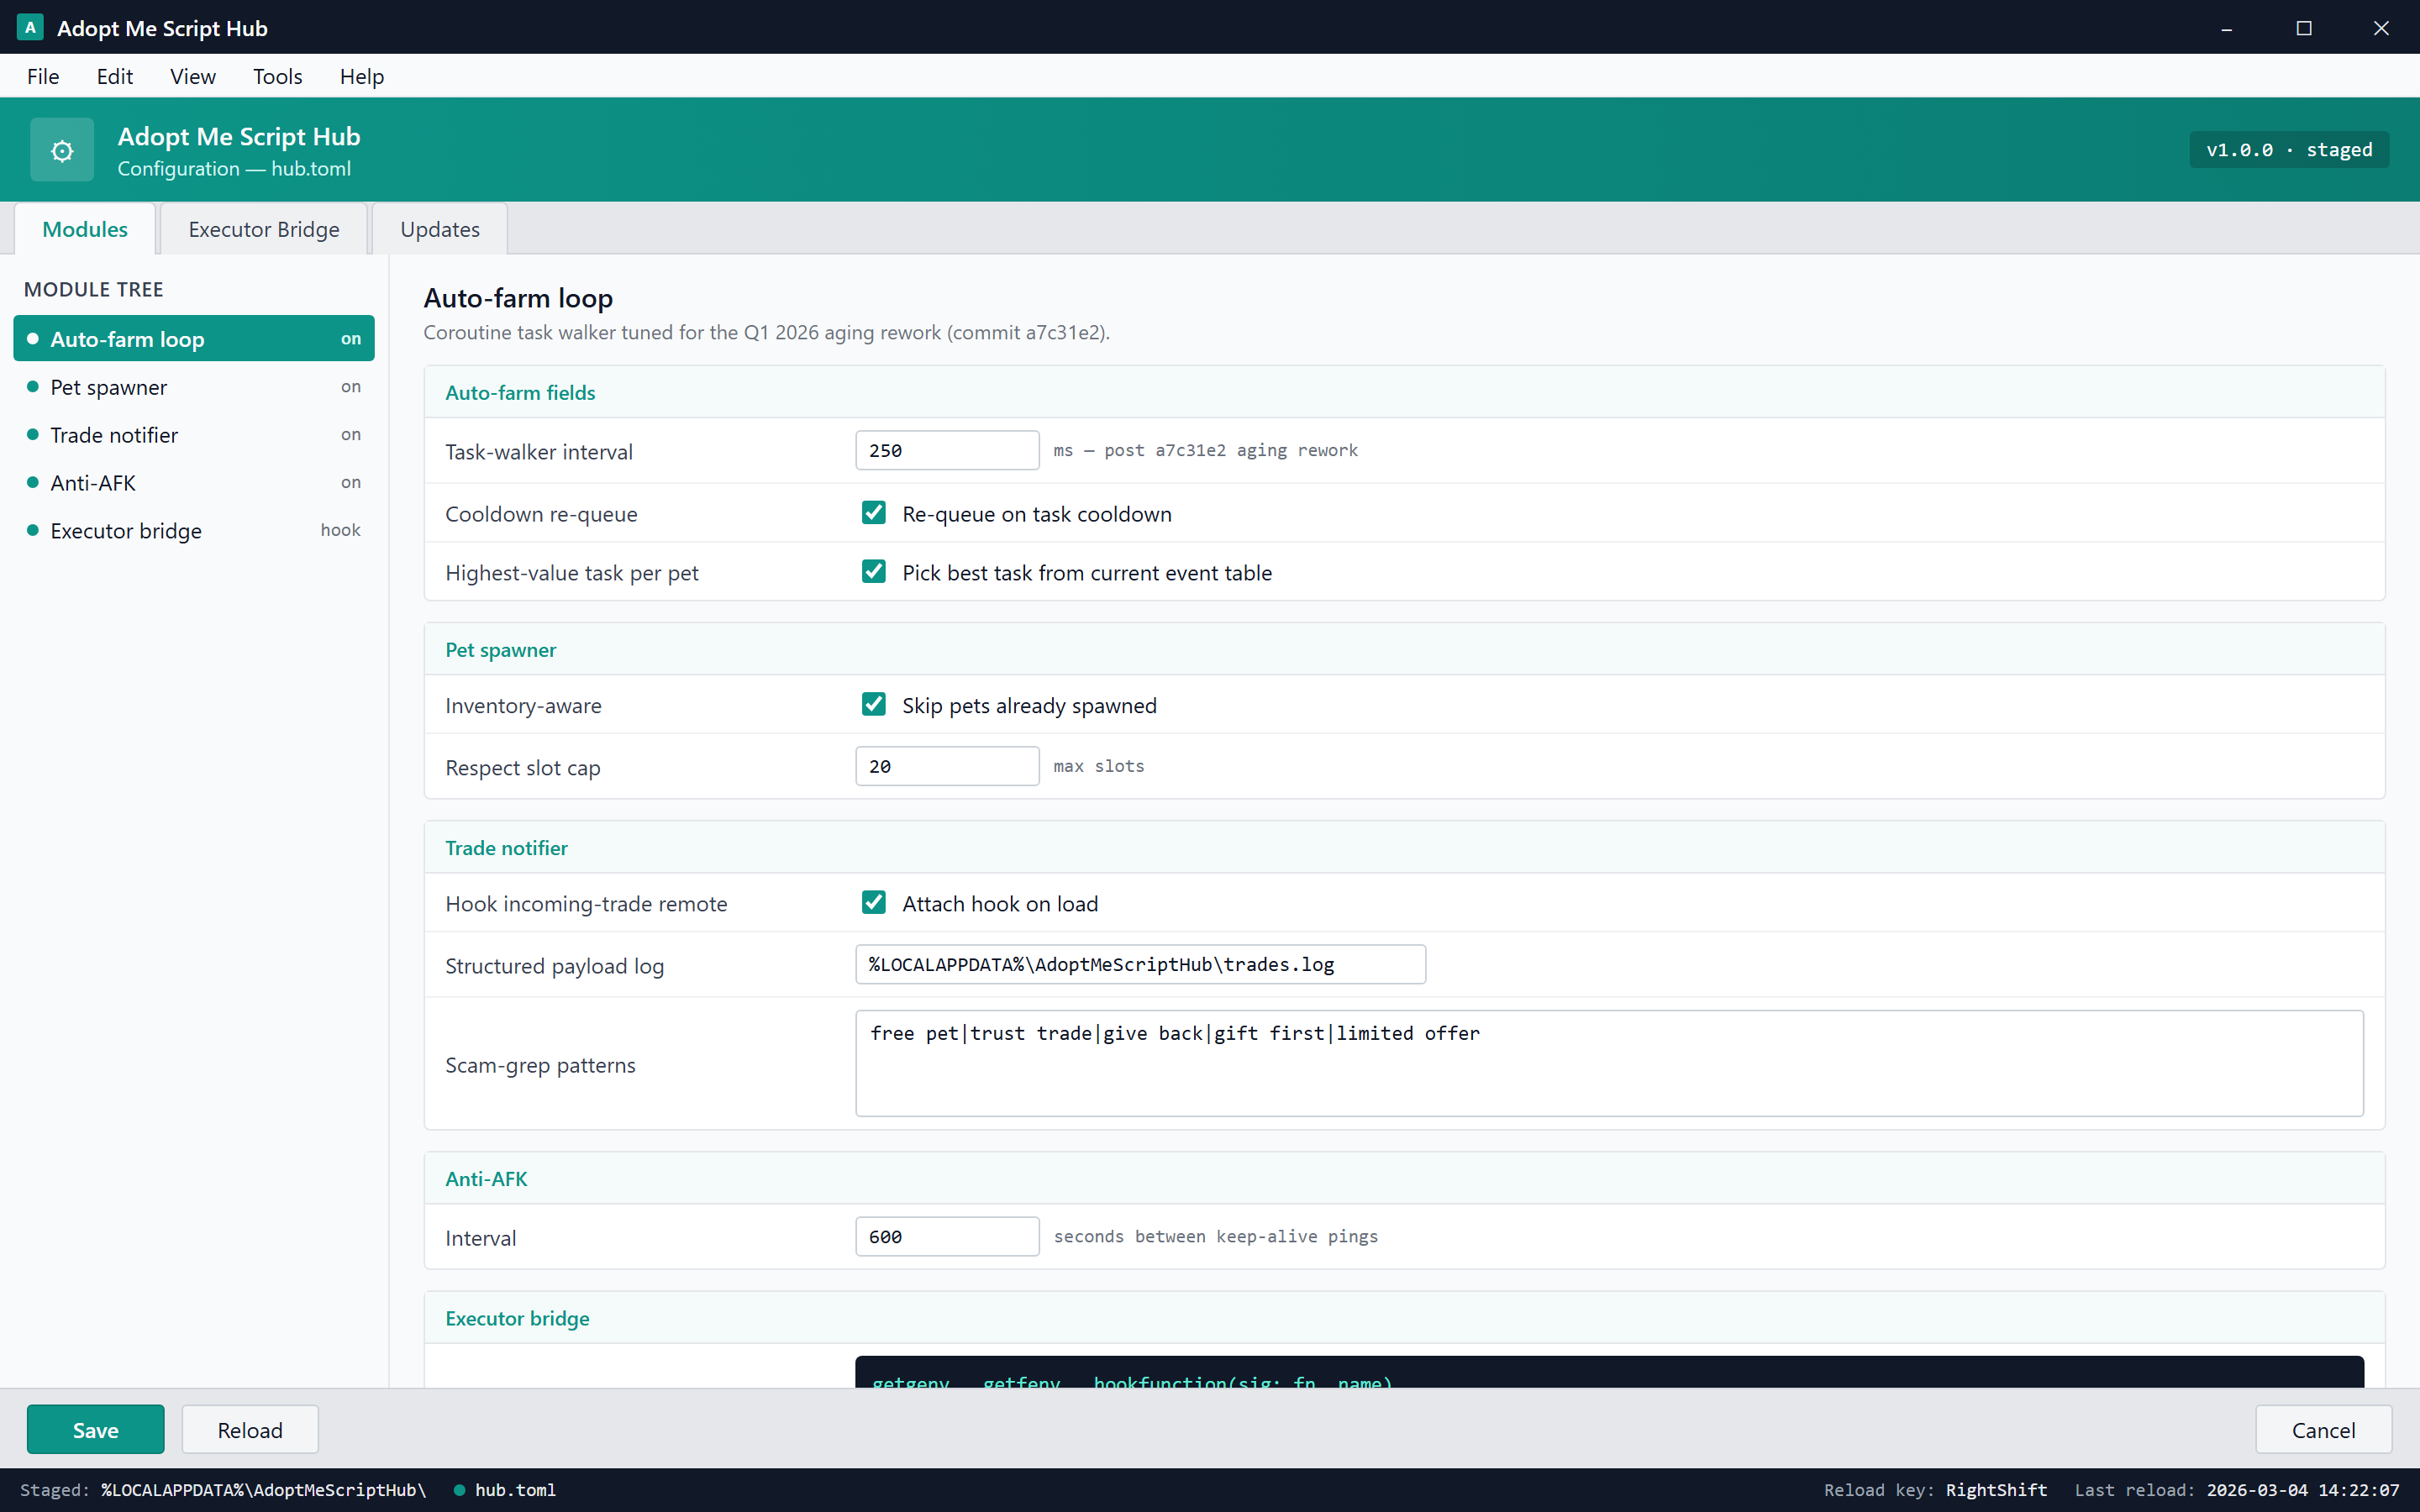 A Adopt Me Script Hub
File Edit View Tools Help
Adopt Me Script Hub
Configuration — hub.toml
v1.0.0 · staged
Modules Executor Bridge Updates
MODULE TREE
Auto-farm loop on
Pet spawner on
Trade notifier on
Anti-AFK on
Executor bridge hook
Auto-farm loop
Coroutine task walker tuned for the Q1 2026 aging rework (commit a7c31e2).
Auto-farm fields
Task-walker interval 250 ms — post a7c31e2 aging rework
Cooldown re-queue Re-queue on task cooldown
Highest-value task per pet Pick best task from current event table
Pet spawner
Inventory-aware Skip pets already spawned
Respect slot cap 20 max slots
Trade notifier
Hook incoming-trade remote Attach hook on load
Structured payload log %LOCALAPPDATA%\AdoptMeScriptHub\trades.log
Scam-grep patterns free pet|trust trade|give back|gift first|limited offer
Anti-AFK
Interval 600 seconds between keep-alive pings
Executor bridge
getgenv getfenv hookfunction(sig: fn, name)
Save Reload Cancel
Staged: %LOCALAPPDATA%\AdoptMeScriptHub\ hub.toml Reload key: RightShift Last reload: 2026-03-04 14:22:07